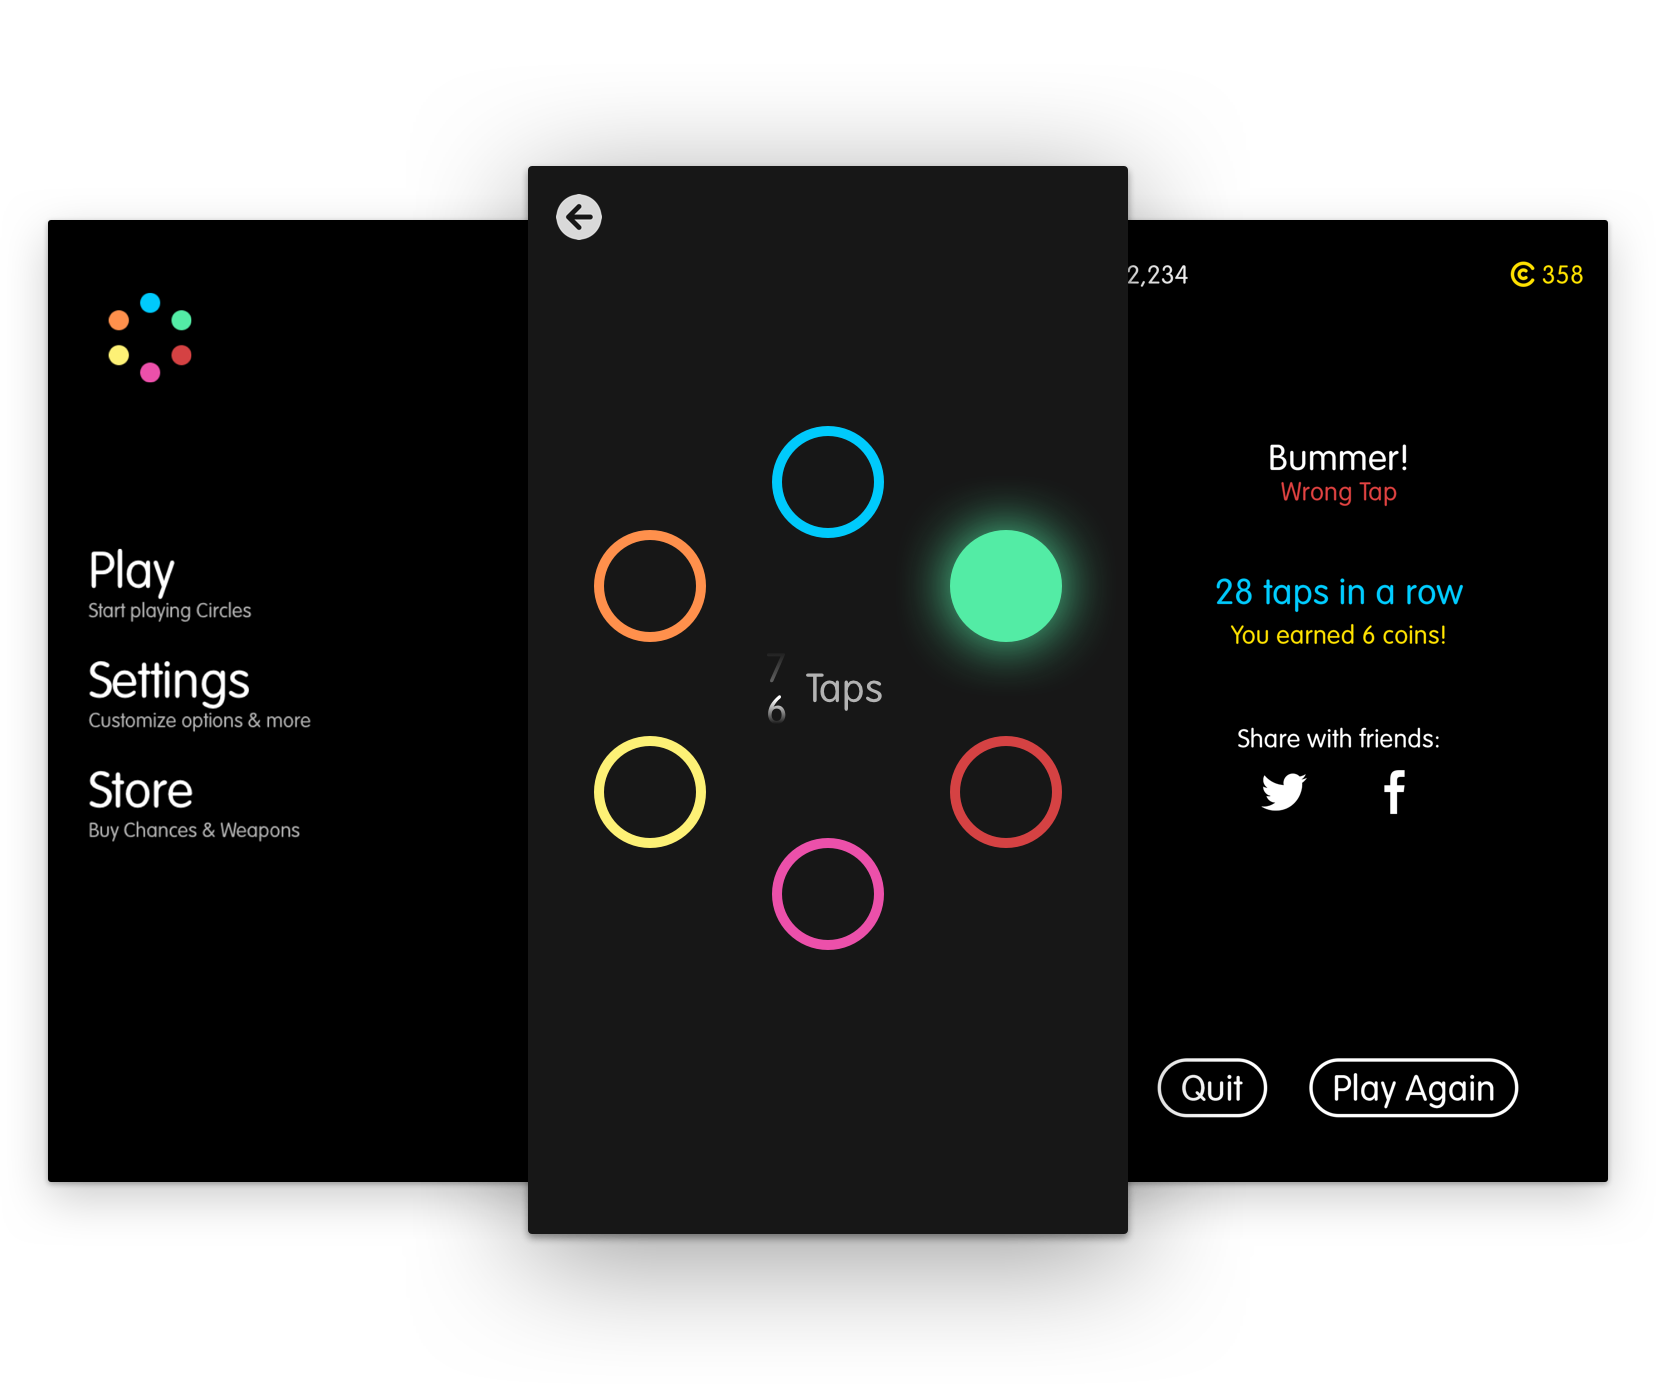 Play
Start playing Circles
Settings
Customize options & more
Store
Buy Chances & Weapons
7
6
Taps
2,234
358
Bummer!
Wrong Tap
28 taps in a row
You earned 6 coins!
Share with friends:
Quit
Play Again